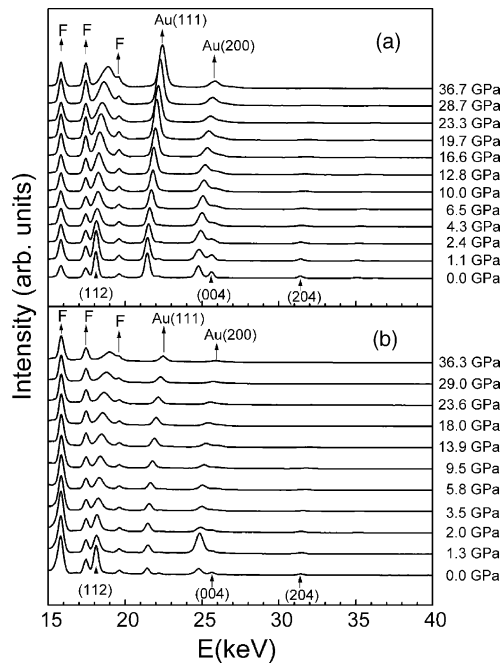 Au(111)
F F F Au(200) (a)
36.7 GPa
28.7 GPa
23.3 GPa
19.7 GPa
16.6 GPa
12.8 GPa
10.0 GPa
6.5 GPa
4.3 GPa
2.4 GPa
1.1 GPa
0.0 GPa
(112) (004) (204)
Intensity (arb. units)
F F F Au(111) Au(200) (b)
36.3 GPa
29.0 GPa
23.6 GPa
18.0 GPa
13.9 GPa
9.5 GPa
5.8 GPa
3.5 GPa
2.0 GPa
1.3 GPa
0.0 GPa
(112) (004) (204)
15 20 25 30 35 40
E(keV)